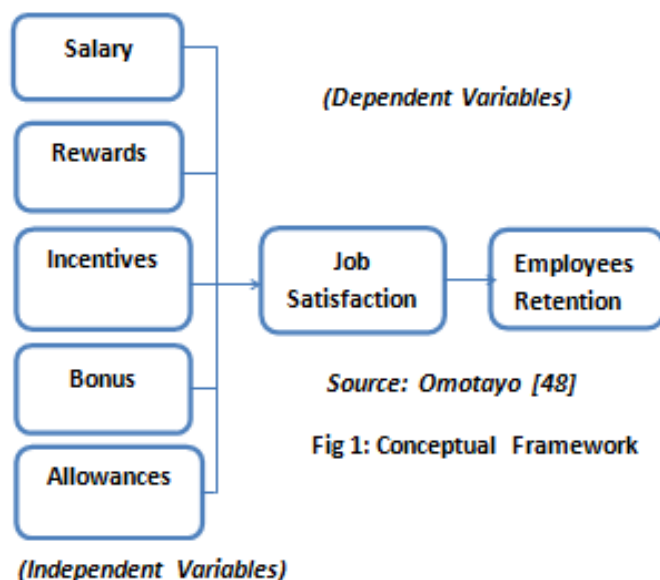 Salary
(Dependent Variables)
Rewards
Incentives
Job
Satisfaction
Employees
Retention
Bonus
Source: Omotayo [48]
Fig 1: Conceptual Framework
Allowances
(Independent Variables)